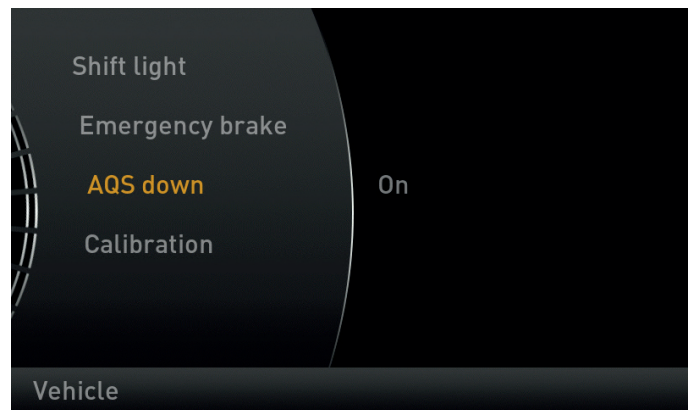 Shift light
Emergency brake
AQS down
On
Calibration
Vehicle